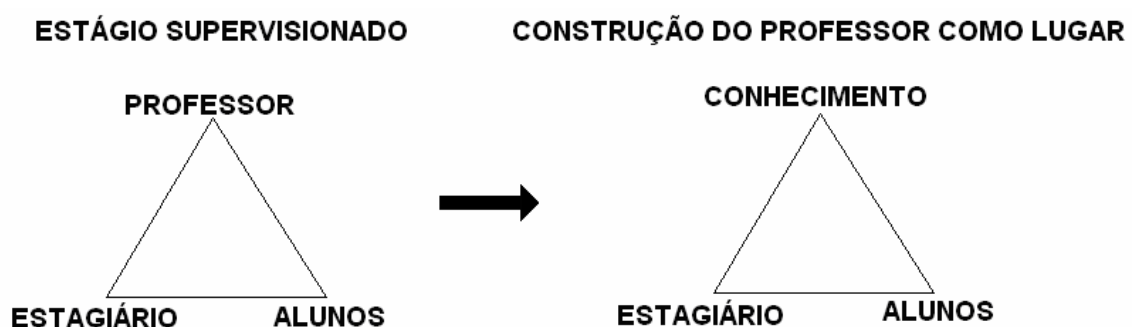 ESTÁGIO SUPERVISIONADO
PROFESSOR
ESTAGIÁRIO ALUNOS
CONSTRUÇÃO DO PROFESSOR COMO LUGAR
CONHECIMENTO
ESTAGIÁRIO ALUNOS